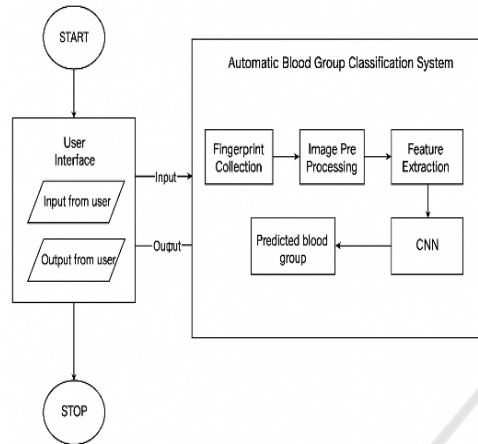 START
Automatic Blood Group Classification System
User
Interface
Input from user
Output from user
Input
Output
Fingerprint
Collection
Image Pre
Processing
Feature
Extraction
Predicted blood
group
CNN
STOP